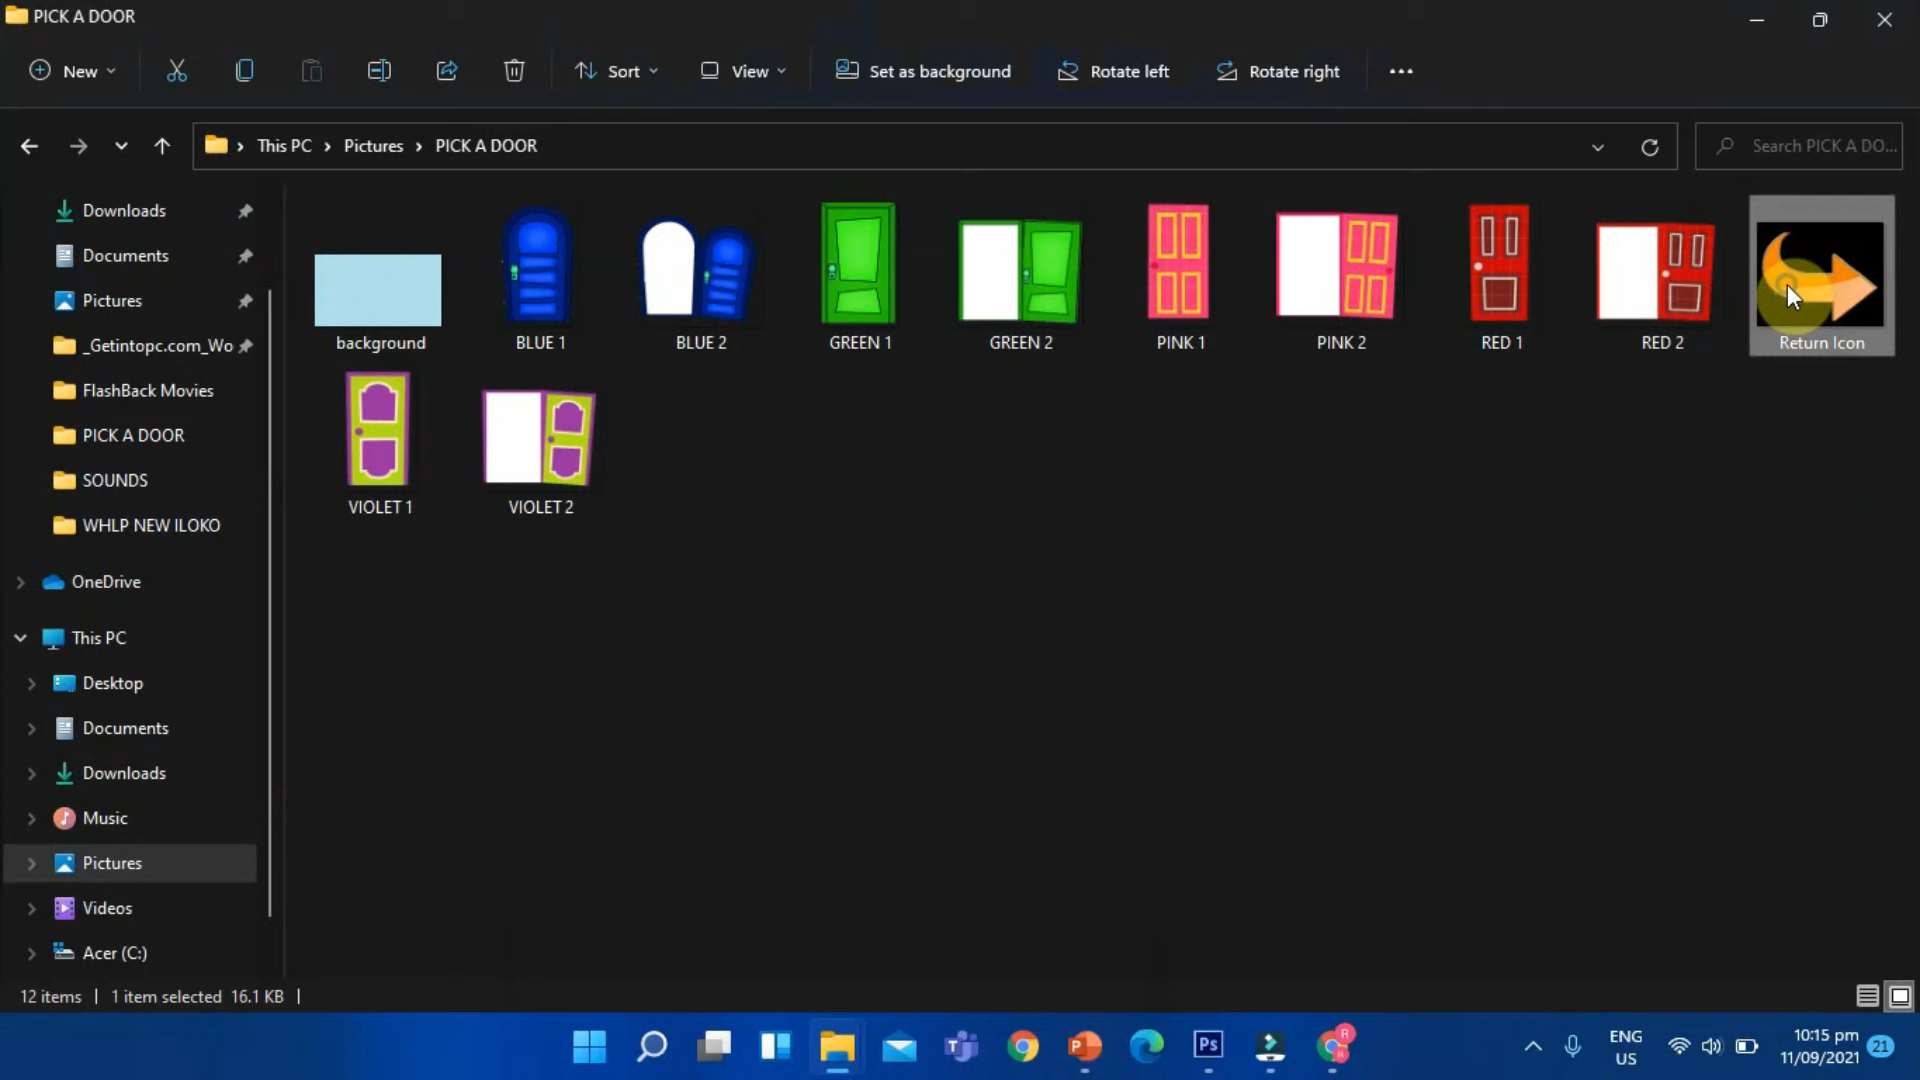 PICK A DOOR
New
Sort
View
Set as background
Rotate left
Rotate right
This PC
Pictures
PICK A DOOR
Search PICK A DO...
Downloads
Documents
Pictures
_Getintopc.com_Wo
FlashBack Movies
PICK A DOOR
SOUNDS
WHLP NEW ILOKO
OneDrive
This PC
Desktop
Documents
Downloads
Music
Pictures
Videos
Acer (C:)
background
BLUE 1
BLUE 2
GREEN 1
GREEN 2
PINK 1
PINK 2
RED 1
RED 2
Return Icon
VIOLET 1
VIOLET 2
12 items
1 item selected 16.1 KB
P
Ps
R
ENG
US
10:15 pm
11/09/2021
21